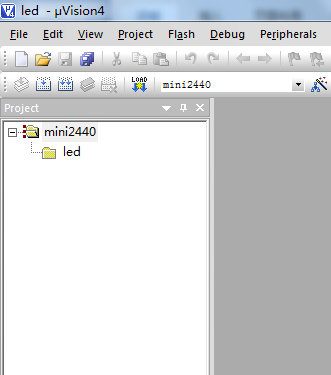 led - µVision4
File Edit View Project Flash Debug Peripherals
LOAD mini2440
Project
mini2440
led